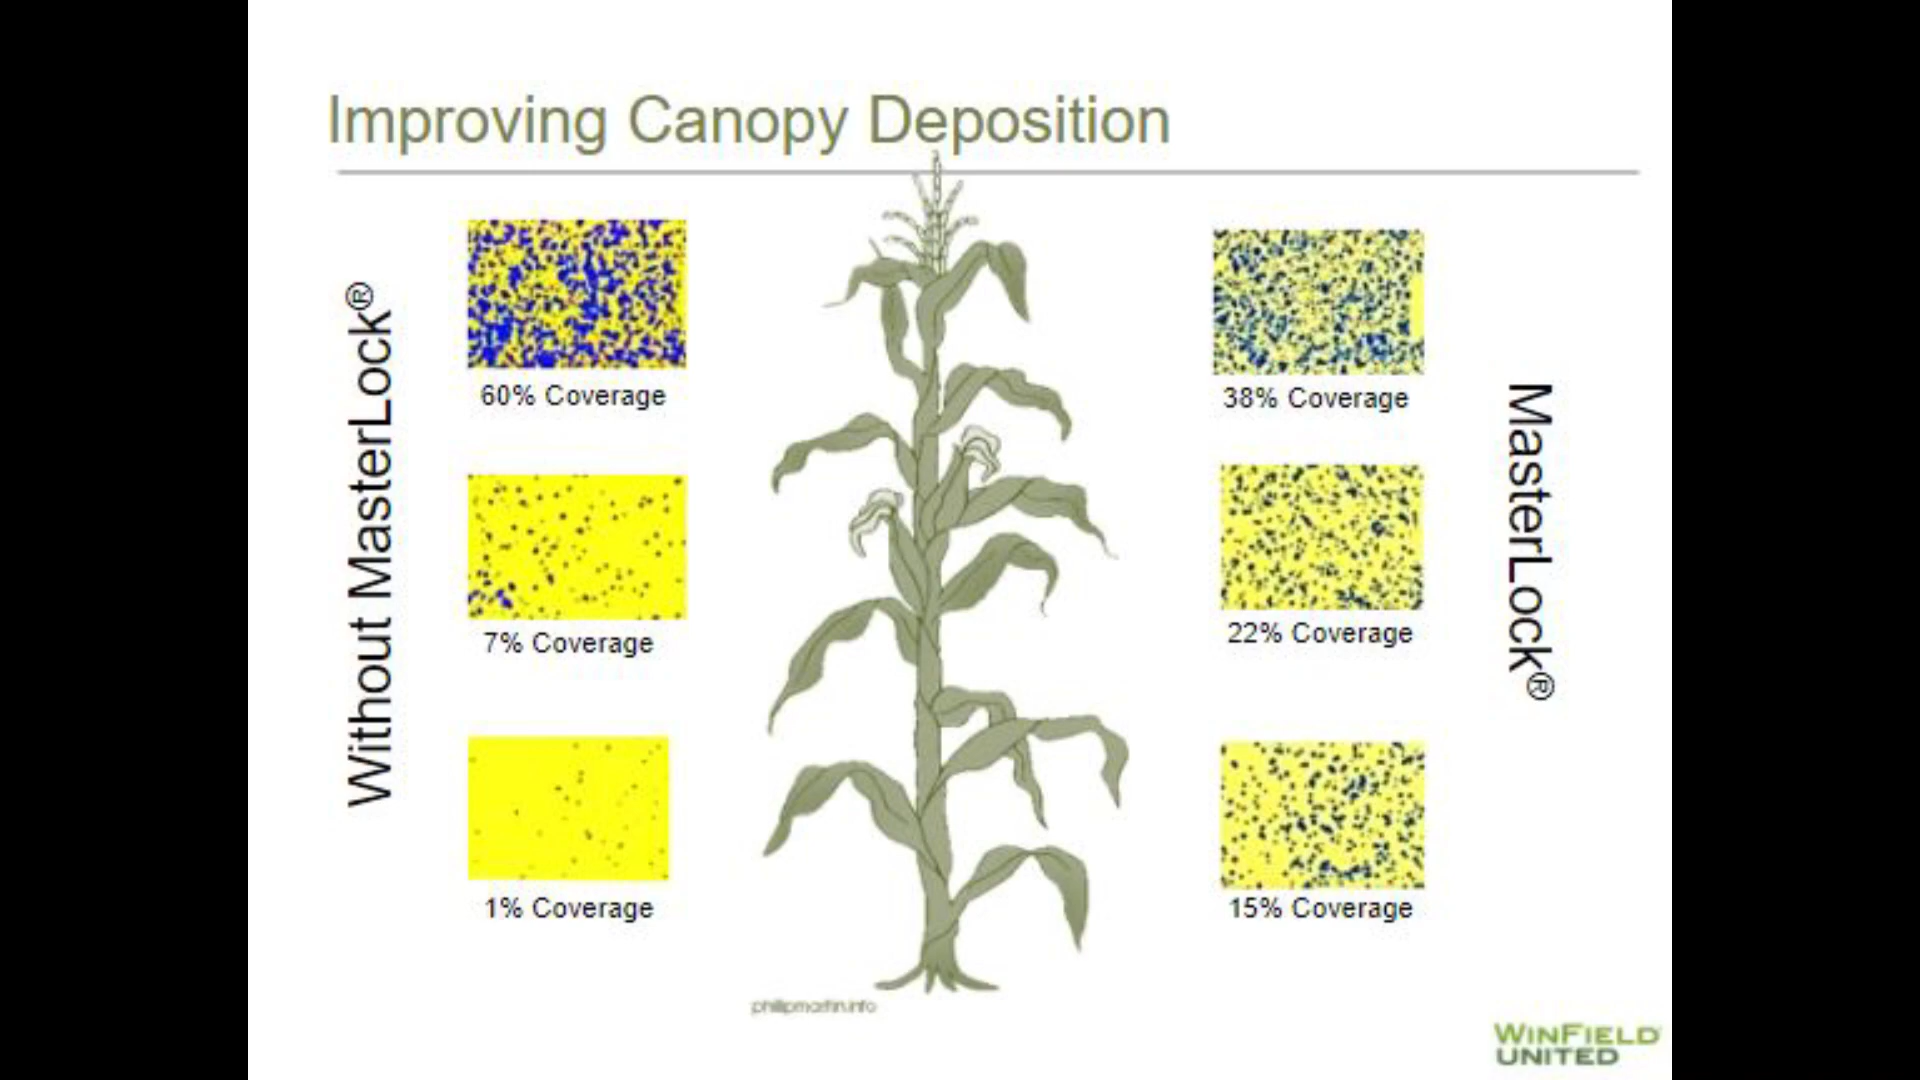 Improving Canopy Deposition
Without MasterLock®
60% Coverage
7% Coverage
1% Coverage
38% Coverage
22% Coverage
15% Coverage
MasterLock®
philipmartin.info
WINFIELD
UNITED